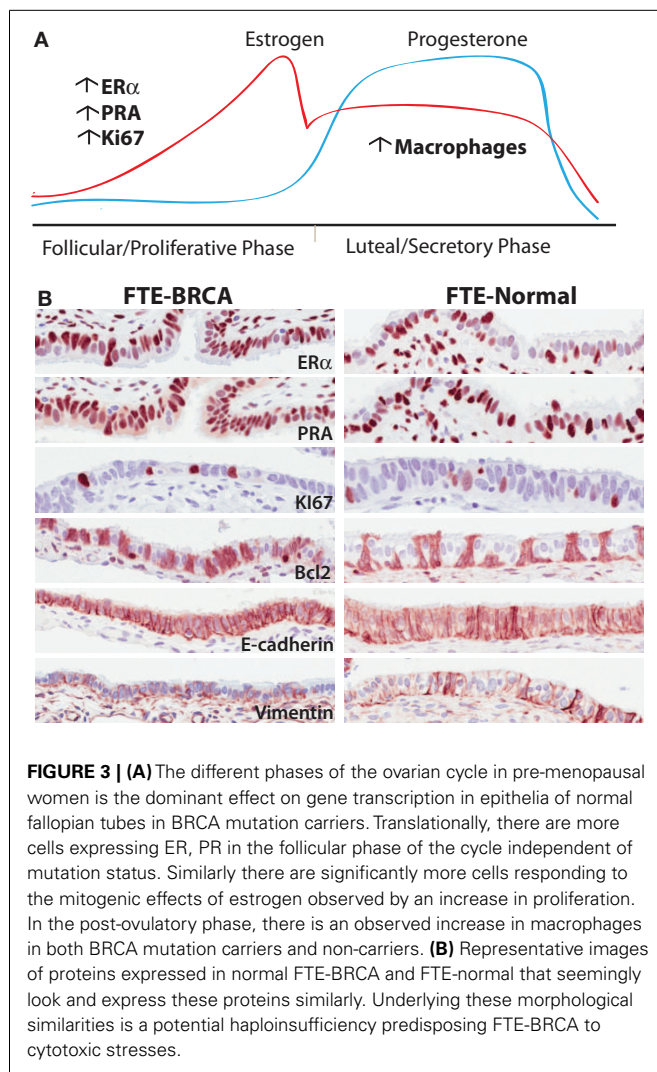 A
Estrogen
Progesterone
↑ERα
↑PRA
↑Ki67
↑Macrophages
Follicular/Proliferative Phase
Luteal/Secretory Phase
B
FTE-BRCA
FTE-Normal
ERα
PRA
KI67
Bcl2
E-cadherin
Vimentin
FIGURE 3 | (A) The different phases of the ovarian cycle in pre-menopausal
women is the dominant effect on gene transcription in epithelia of normal
fallopian tubes in BRCA mutation carriers. Translationally, there are more
cells expressing ER, PR in the follicular phase of the cycle independent of
mutation status. Similarly there are significantly more cells responding to
the mitogenic effects of estrogen observed by an increase in proliferation.
In the post-ovulatory phase, there is an observed increase in macrophages
in both BRCA mutation carriers and non-carriers. (B) Representative images
of proteins expressed in normal FTE-BRCA and FTE-normal that seemingly
look and express these proteins similarly. Underlying these morphological
similarities is a potential haploinsufficiency predisposing FTE-BRCA to
cytotoxic stresses.